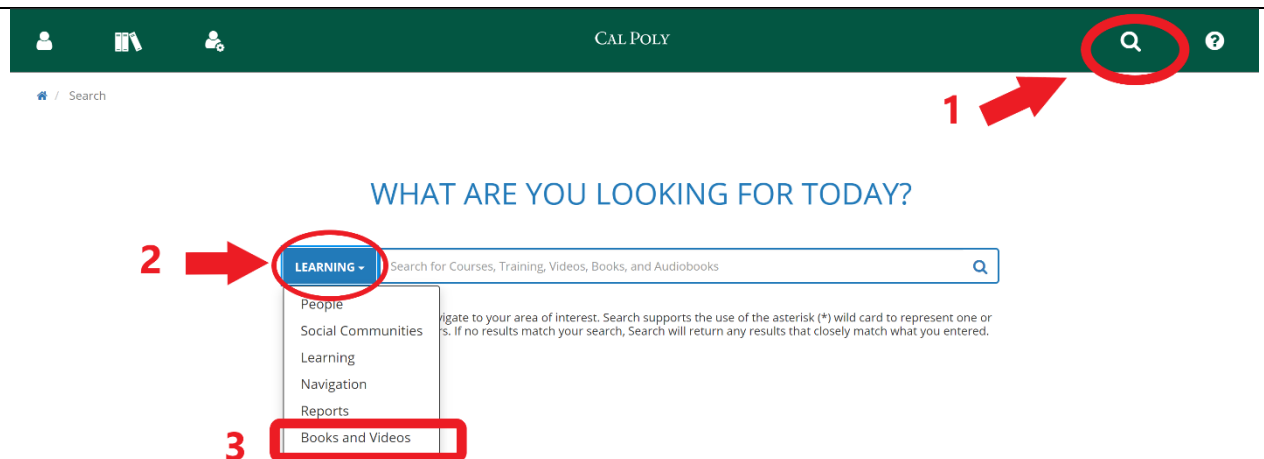 CAL POLY
/ Search
1
WHAT ARE YOU LOOKING FOR TODAY?
2
LEARNING
Search for Courses, Training, Videos, Books, and Audiobooks
People
vigate to your area of interest. Search supports the use of the asterisk (*) wild card to represent one or
Social Communities
rs. If no results match your search, Search will return any results that closely match what you entered.
Learning
Navigation
Reports
3
Books and Videos